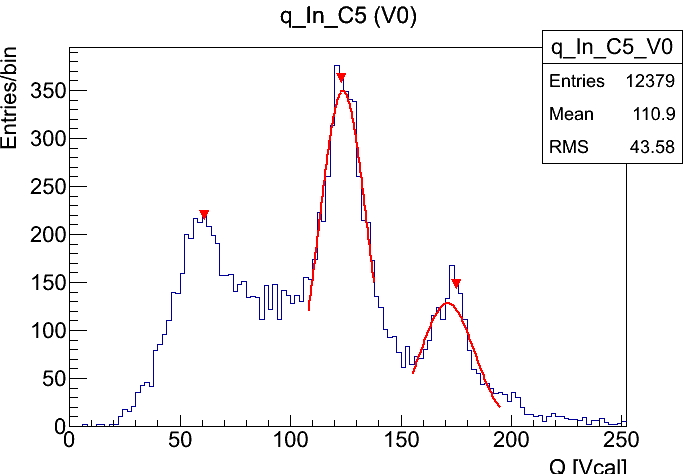 q_In_C5 (V0)
q_In_C5_V0
Entries 12379
Mean 110.9
RMS 43.58
Entries/bin
350
300
250
200
150
100
50
0
0 50 100 150 200 250
Q [Vcal]